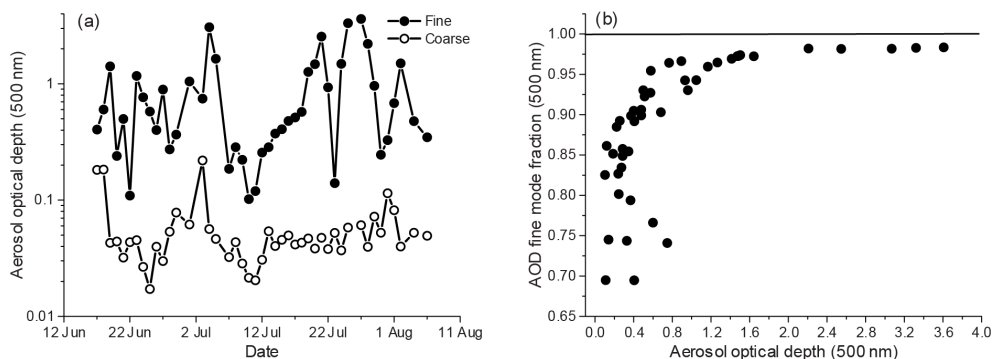 (a)
Fine
Coarse
Aerosol optical depth (500 nm)
1
0.1
0.01
12 Jun
22 Jun
2 Jul
12 Jul
22 Jul
1 Aug
11 Aug
Date
(b)
AOD fine mode fraction (500 nm)
1.00
0.95
0.90
0.85
0.80
0.75
0.70
0.65
0.0
0.4
0.8
1.2
1.6
2.0
2.4
2.8
3.2
3.6
4.0
Aerosol optical depth (500 nm)